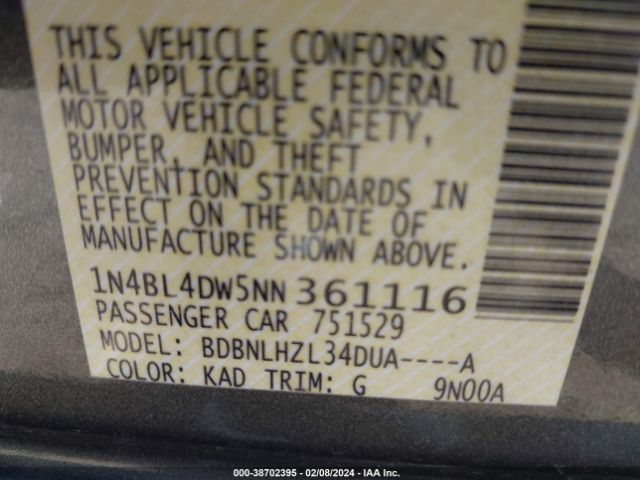 THIS VEHICLE CONFORMS TO
ALL APPLICABLE FEDERAL
MOTOR VEHICLE SAFETY,
BUMPER, AND THEFT
PREVENTION STANDARDS IN
EFFECT ON THE DATE OF
MANUFACTURE SHOWN ABOVE.
1N4BL4DW5NN361116
PASSENGER CAR 751529
MODEL: BDBNLHZL34DUA----A
COLOR: KAD TRIM: G 9N00A
000-38702395 - 02/08/2024 - IAA Inc.